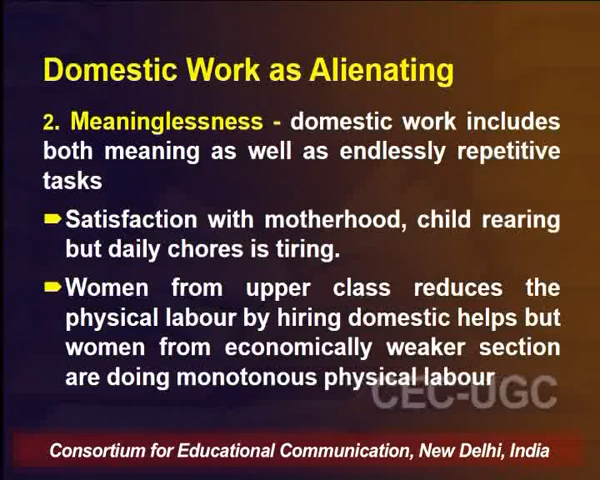 Domestic Work as Alienating
2. Meaninglessness - domestic work includes
both meaning as well as endlessly repetitive
tasks
Satisfaction with motherhood, child rearing
but daily chores is tiring.
Women from upper class reduces the
physical labour by hiring domestic helps but
women from economically weaker section
are doing monotonous physical labour
CEC-UGC
Consortium for Educational Communication, New Delhi, India